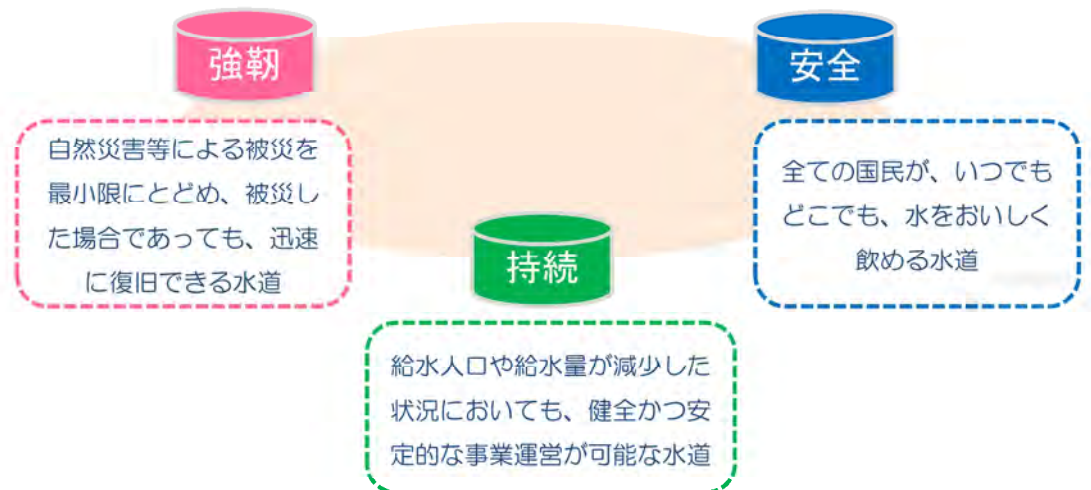 強靭
自然災害等による被災を
最小限にとどめ、被災し
た場合であっても、迅速
に復旧できる水道
安全
全ての国民が、いつでも
どこでも、水をおいしく
飲める水道
持続
給水人口や給水量が減少した
状況においても、健全かつ安
定的な事業運営が可能な水道